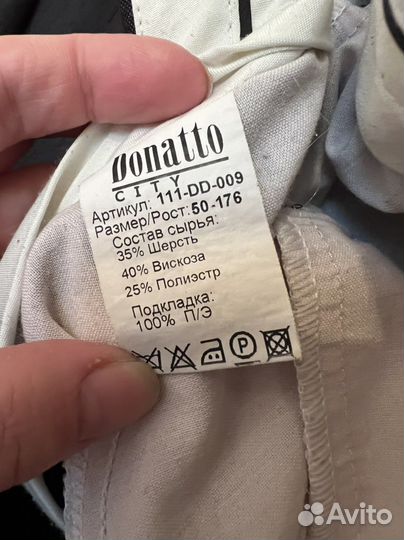 Donatto
CITY
Артикул: 111-DD-009
Размер/Рост: 50-176
Состав сырья:
35% Шерсть
40% Вискоза
25% Полиэстр
Подкладка:
100% П/Э
P
Avito